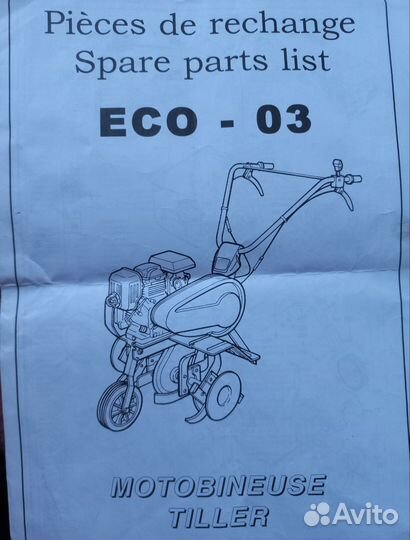 Pièces de rechange
Spare parts list
ECO - 03
MOTOBINEUSE
TILLER
Avito